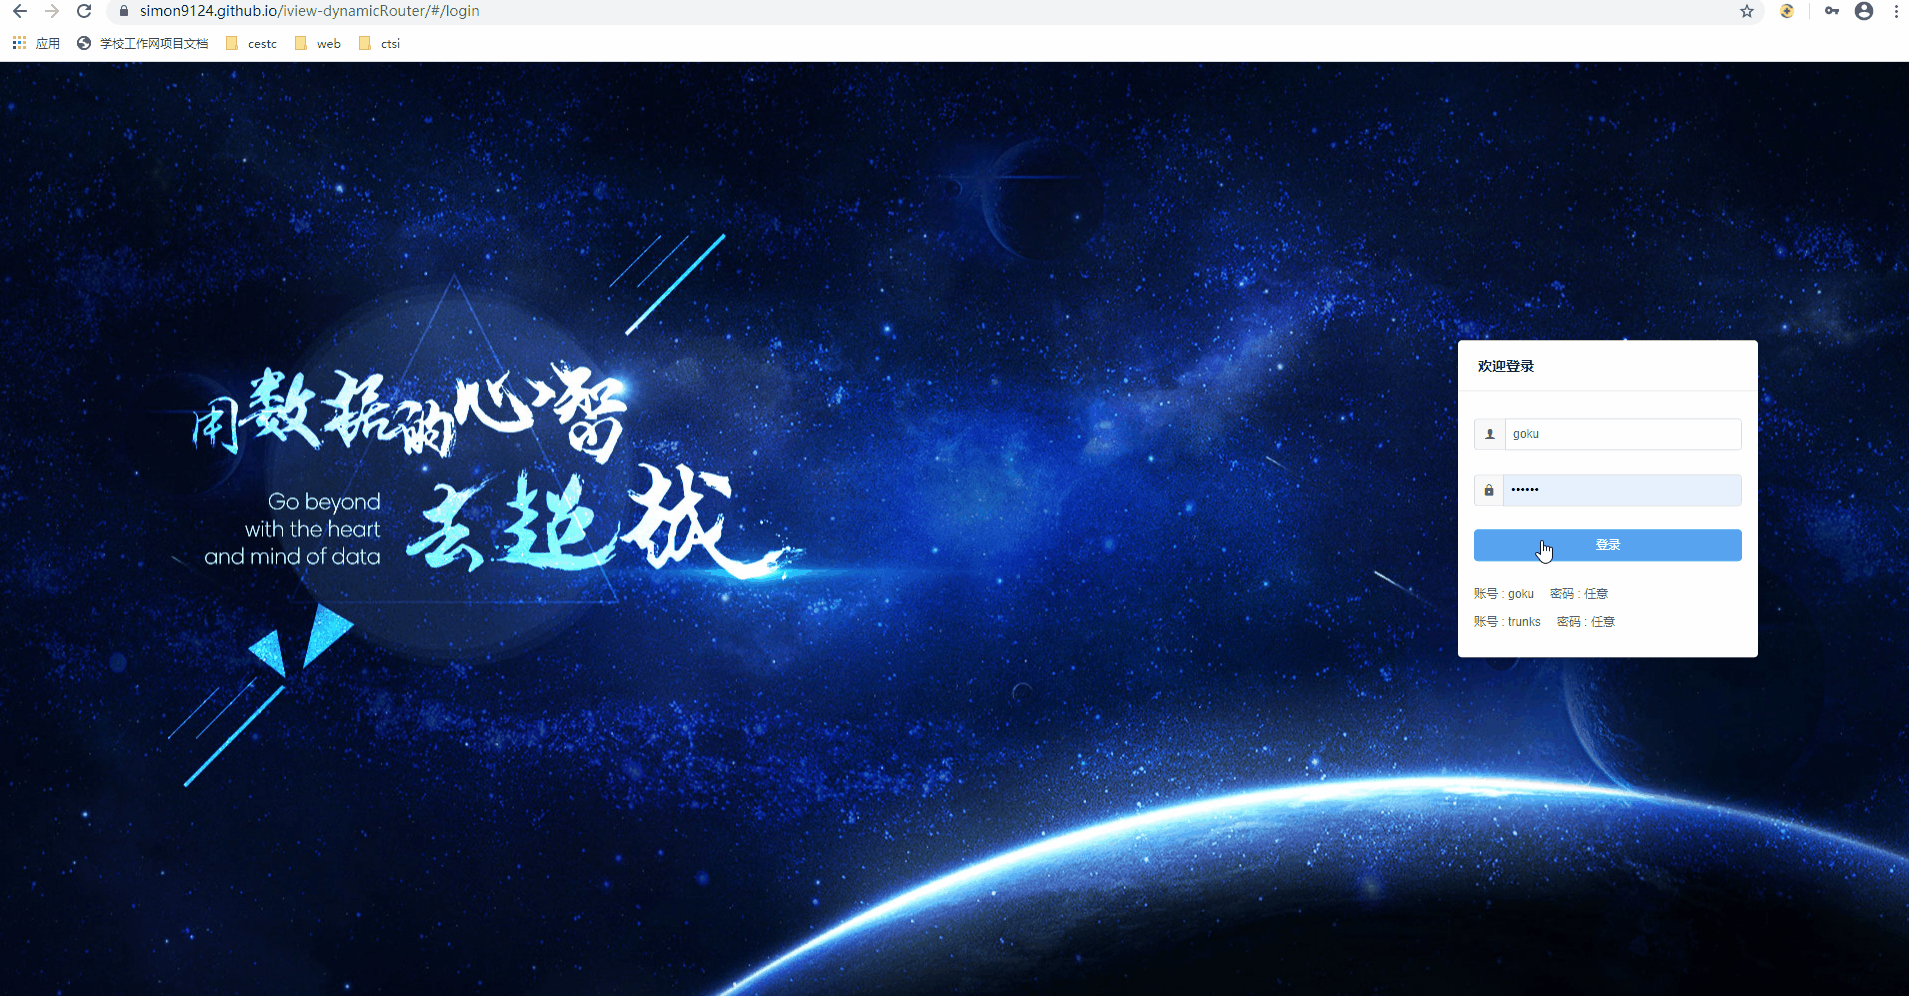 simon9124.github.io/iview-dynamicRouter/#/login
应用 学校工作网项目文档 cestc web ctsi
用数据的心智
去超越
Go beyond
with the heart
and mind of data
欢迎登录
goku
••••••
登录
账号 : goku 密码 : 任意
账号 : trunks 密码 : 任意